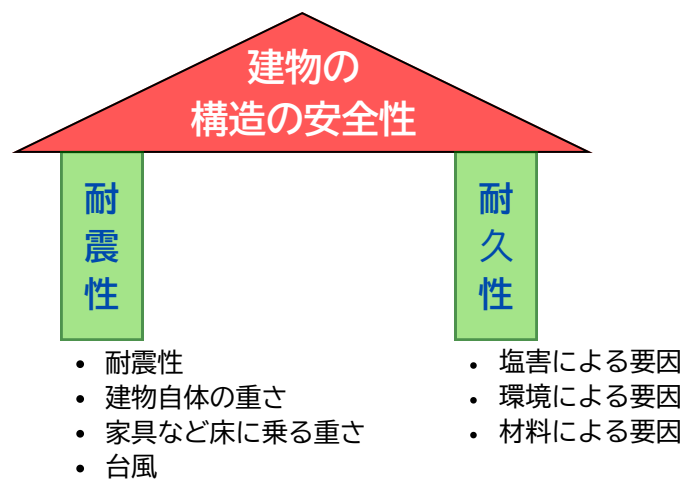 建物の
構造の安全性
耐震性
耐久性
• 耐震性
• 建物自体の重さ
• 家具など床に乗る重さ
• 台風
• 塩害による要因
• 環境による要因
• 材料による要因